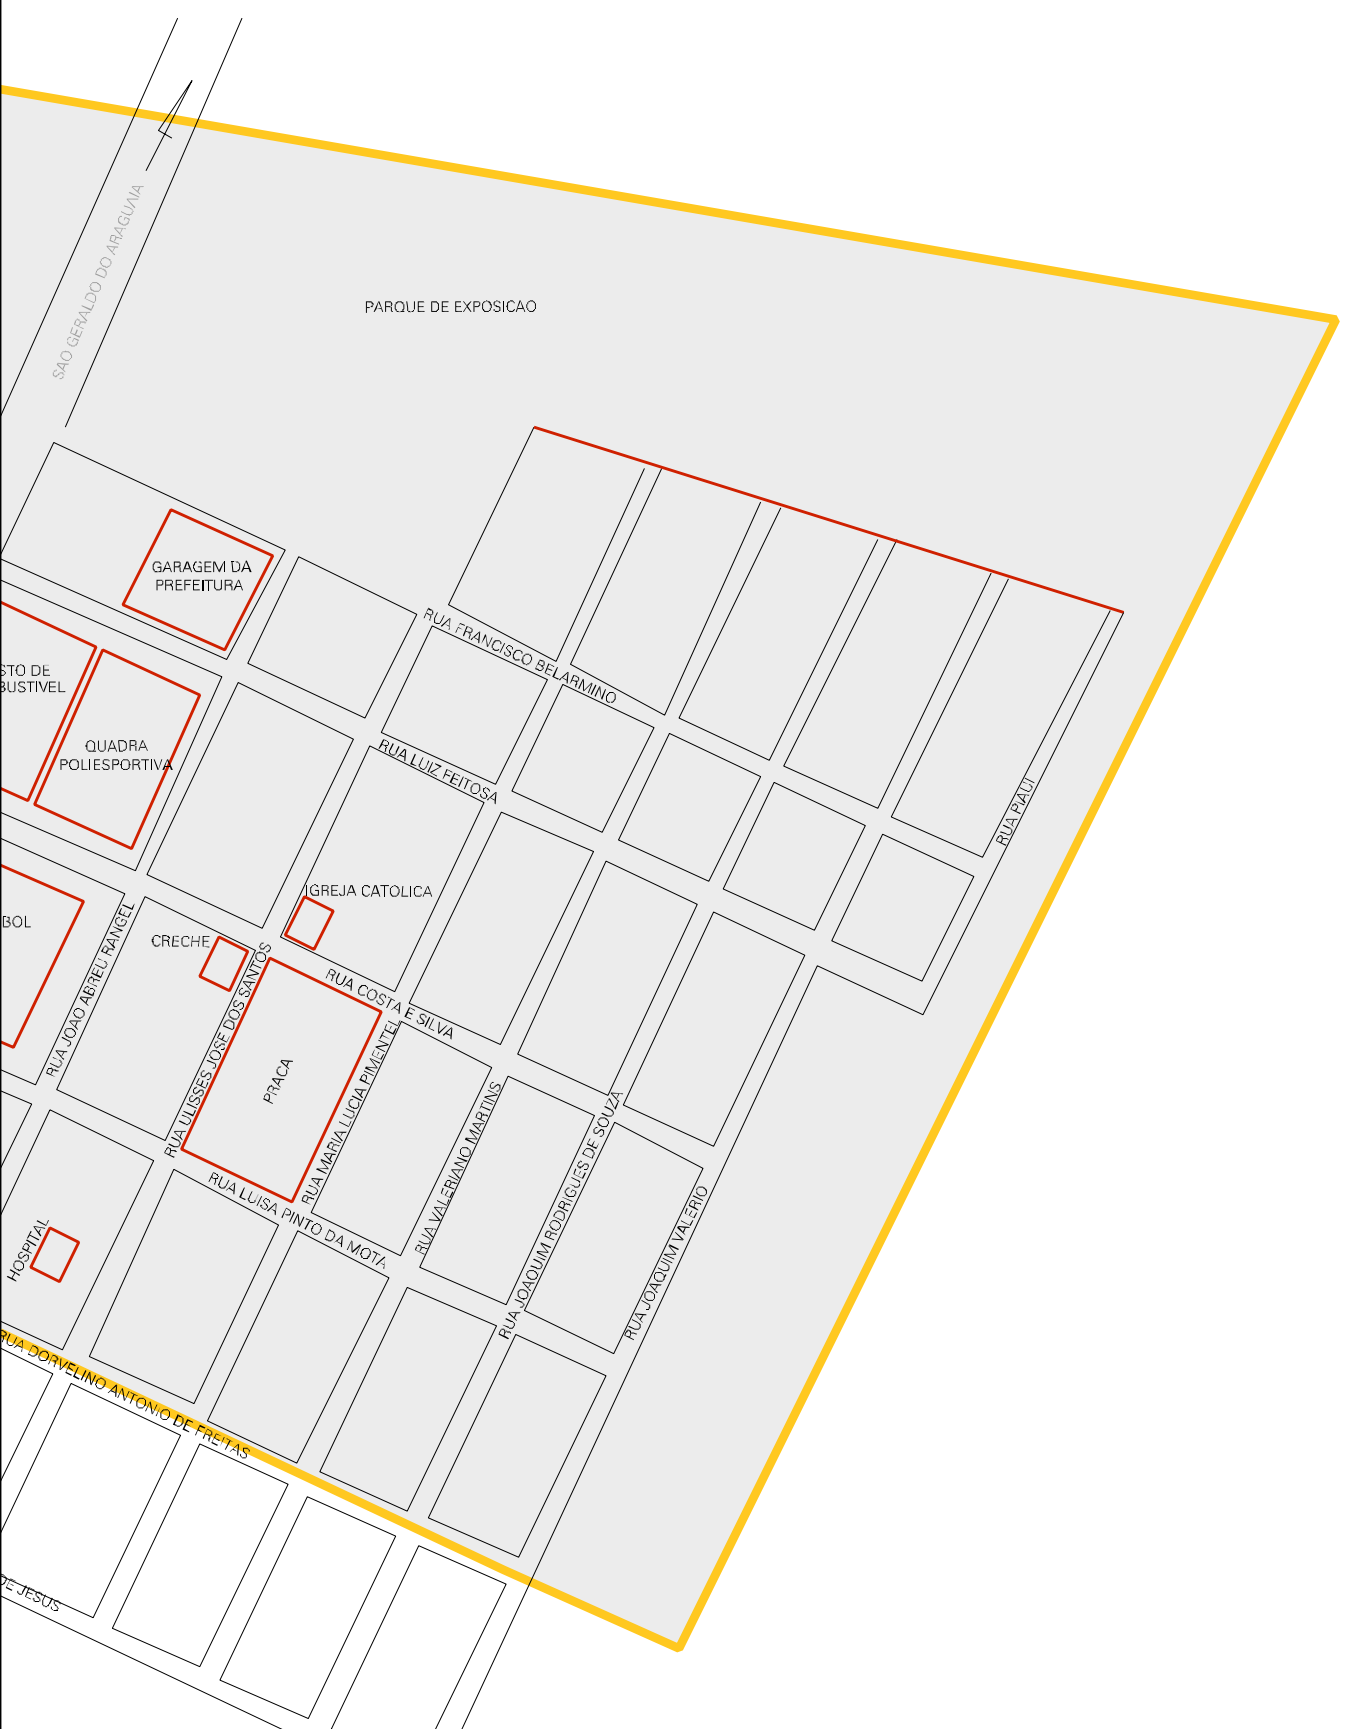 SAO GERALDO DO ARAGUAIA
PARQUE DE EXPOSICAO
GARAGEM DA
PREFEITURA
RUA FRANCISCO BELARMINO
STO DE
BUSTIVEL
QUADRA
POLIESPORTIVA
RUA LUIZ FEITOSA
RUA PIAUI
IGREJA CATOLICA
BOL
CRECHE
RUA JOAO ABREU RANGEL
RUA ULISSES JOSE DOS SANTOS
RUA COSTA E SILVA
PRACA
RUA MARIA LUCIA PIMENTEL
RUA VALERIANO MARTINS
RUA JOAQUIM RODRIGUES DE SOUZA
RUA JOAQUIM VALERIO
RUA LUISA PINTO DA MOTA
HOSPITAL
RUA DORVELINO ANTONIO DE FREITAS
DE JESUS